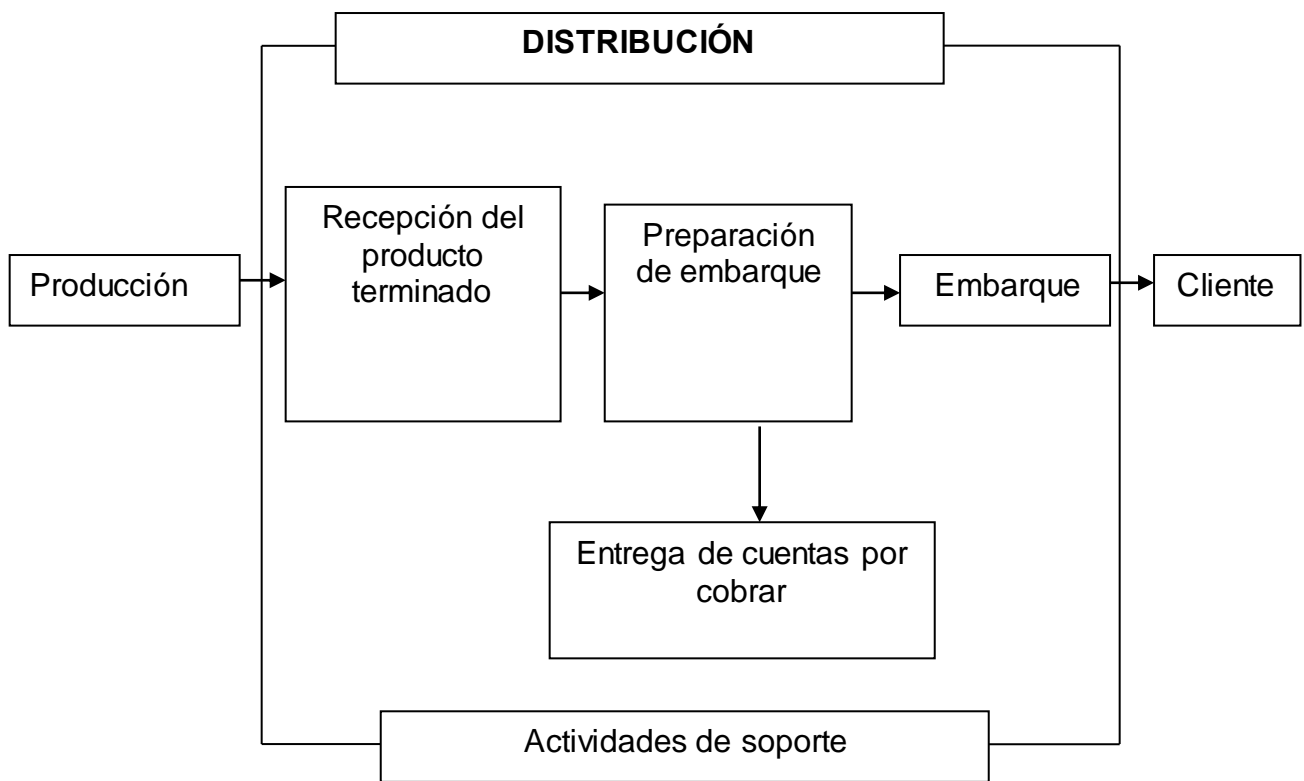 DISTRIBUCIÓN
Producción
Recepción del
producto
terminado
Preparación
de embarque
Embarque
Cliente
Entrega de cuentas por
cobrar
Actividades de soporte